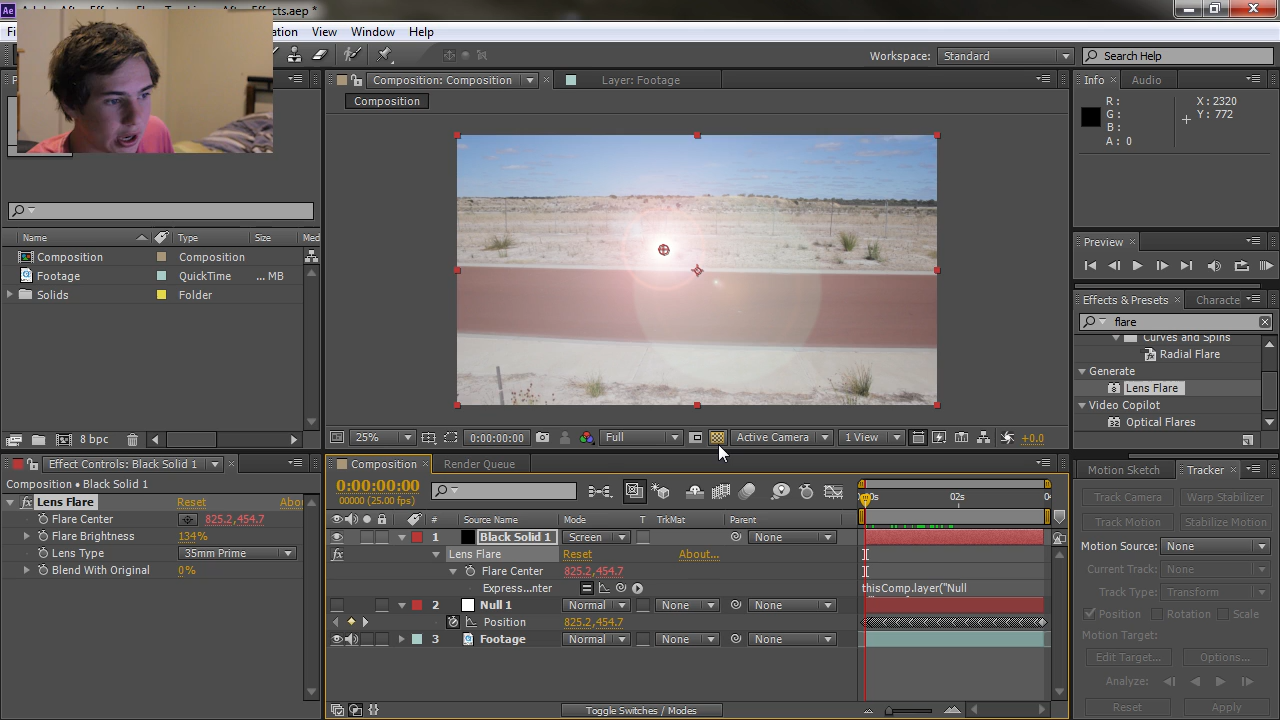 Ae
After Effects.aep *
View Window Help
Workspace: Standard
Search Help
Composition: Composition
Layer: Footage
Info
Audio
Composition
R:
G:
B:
A: 0
X: 2320
Y: 772
Name Type Size Med
Composition Composition
Footage QuickTime ... MB
Solids Folder
Preview
Effects & Presets
Characte
flare
Curves and Spins
Radial Flare
Generate
Lens Flare
Video Copilot
Optical Flares
8 bpc
25%
0:00:00:00
Full
Active Camera
1 View
+0.0
Effect Controls: Black Solid 1
Composition • Black Solid 1
Lens Flare Reset Abo
Flare Center 825.2,454.7
Flare Brightness 134%
Lens Type 35mm Prime
Blend With Original 0%
Composition
Render Queue
0:00:00:00
00000 (25.00 fps)
02s
# Source Name Mode T TrkMat Parent
1 Black Solid 1 Screen None
fx Lens Flare Reset About...
Flare Center 825.2,454.7
Express...nter thisComp.layer("Null
2 Null 1 Normal None None
Position 825.2,454.7
3 Footage Normal None None
Toggle Switches / Modes
Motion Sketch
Tracker
Track Camera Warp Stabilizer
Track Motion Stabilize Motion
Motion Source: None
Current Track: None
Track Type: Transform
Position Rotation Scale
Motion Target:
Edit Target... Options...
Analyze:
Reset Apply